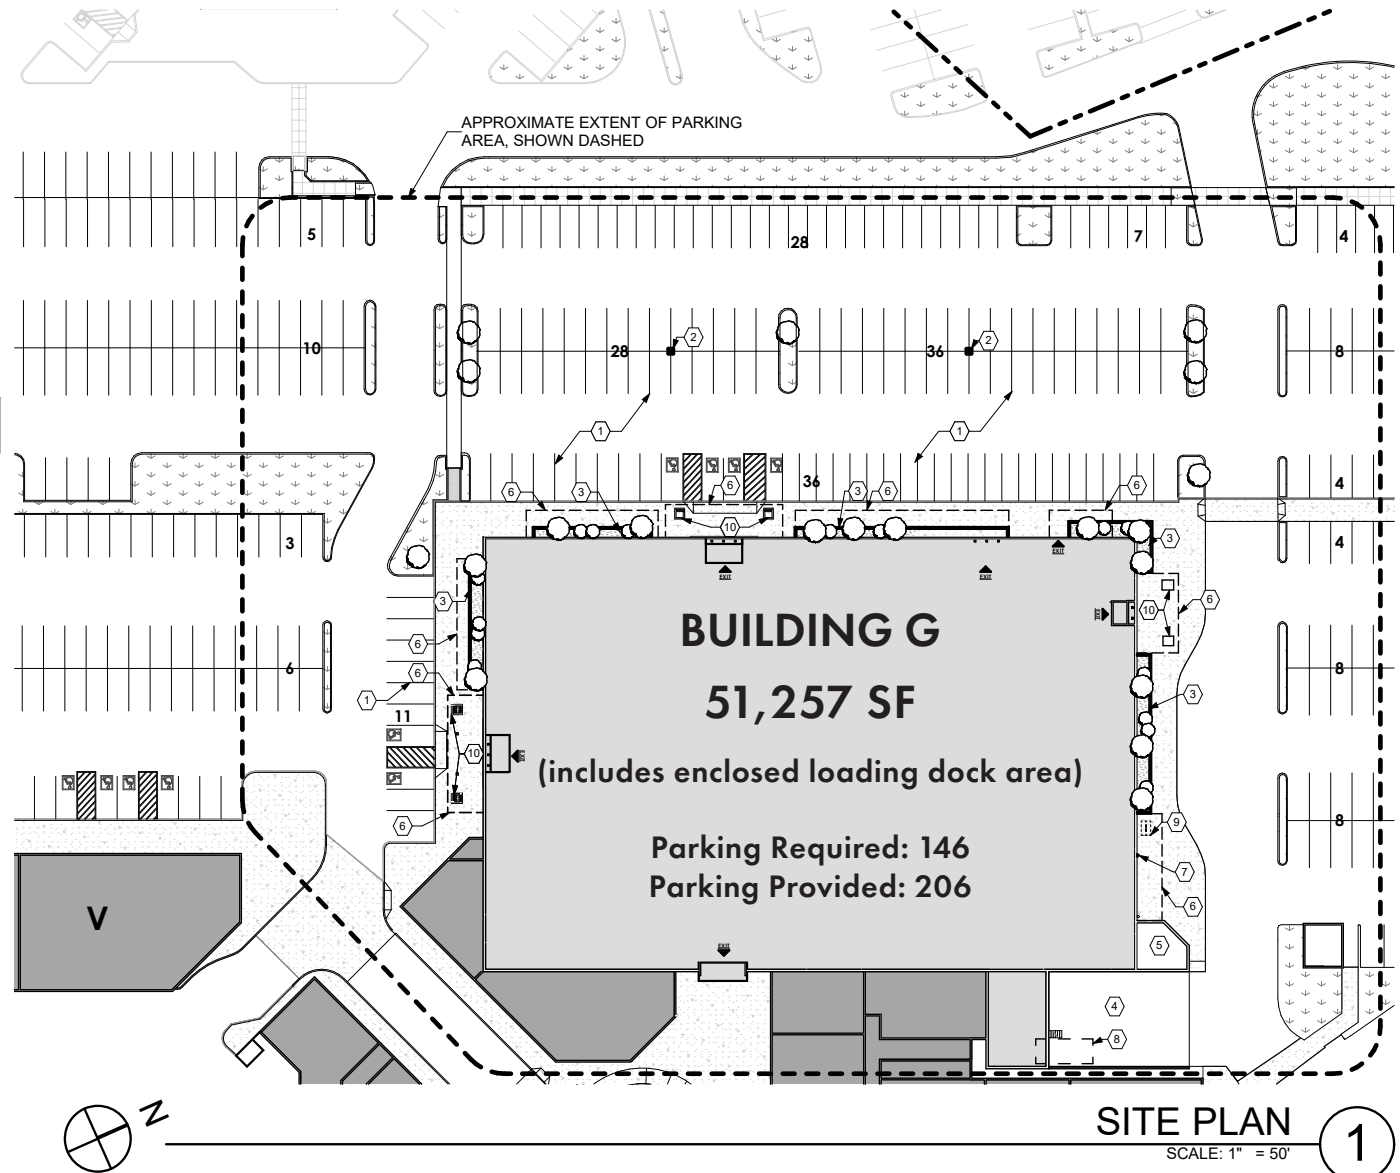 APPROXIMATE EXTENT OF PARKING
AREA, SHOWN DASHED
5
28
7
4
10
28
2
36
2
8
1
1
6
3
6
36
3
6
6
4
10
3
4
3
3
6
10
6
BUILDING G
6
6
6
8
1
51,257 SF
3
11
10
(includes enclosed loading dock area)
6
9
8
Parking Required: 146
7
Parking Provided: 206
6
V
5
4
8
EXIT
EXIT
EXIT
EXIT
EXIT
EXIT
N
SITE PLAN
1
SCALE: 1" = 50'